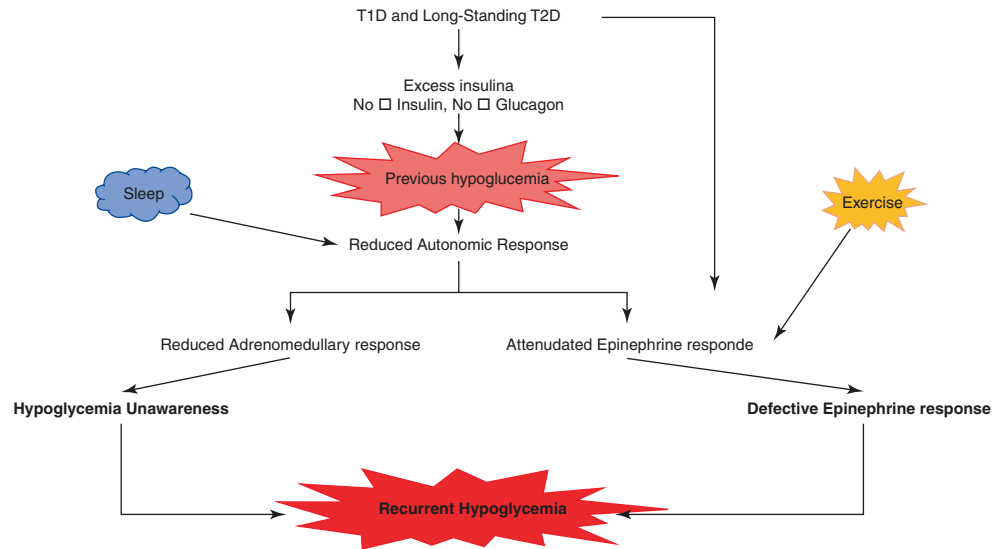 T1D and Long-Standing T2D
Excess insulina
No □ Insulin, No □ Glucagon
Previous hypoglucemia
Sleep
Exercise
Reduced Autonomic Response
Reduced Adrenomedullary response
Attenudated Epinephrine responde
Hypoglycemia Unawareness
Defective Epinephrine response
Recurrent Hypoglycemia